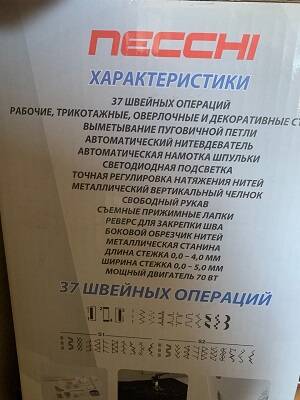 NECCHI
ХАРАКТЕРИСТИКИ
37 ШВЕЙНЫХ ОПЕРАЦИЙ
РАБОЧИЕ, ТРИКОТАЖНЫЕ, ОВЕРЛОЧНЫЕ И ДЕКОРАТИВНЫЕ СТ
ВЫМЕТЫВАНИЕ ПУГОВИЧНОЙ ПЕТЛИ
АВТОМАТИЧЕСКИЙ НИТЕВДЕВАТЕЛЬ
АВТОМАТИЧЕСКАЯ НАМОТКА ШПУЛЬКИ
СВЕТОДИОДНАЯ ПОДСВЕТКА
ТОЧНАЯ РЕГУЛИРОВКА НАТЯЖЕНИЯ НИТЕЙ
МЕТАЛЛИЧЕСКИЙ ВЕРТИКАЛЬНЫЙ ЧЕЛНОК
СВОБОДНЫЙ РУКАВ
СЪЕМНЫЕ ПРИЖИМНЫЕ ЛАПКИ
РЕВЕРС ДЛЯ ЗАКРЕПКИ ШВА
БОКОВОЙ ОБРЕЗЧИК НИТЕЙ
МЕТАЛЛИЧЕСКАЯ СТАНИНА
ДЛИНА СТЕЖКА 0,0 – 4,0 ММ
ШИРИНА СТЕЖКА 0,0 – 5,0 ММ
МОЩНЫЙ ДВИГАТЕЛЬ 70 ВТ
37 ШВЕЙНЫХ ОПЕРАЦИЙ
S1 S2